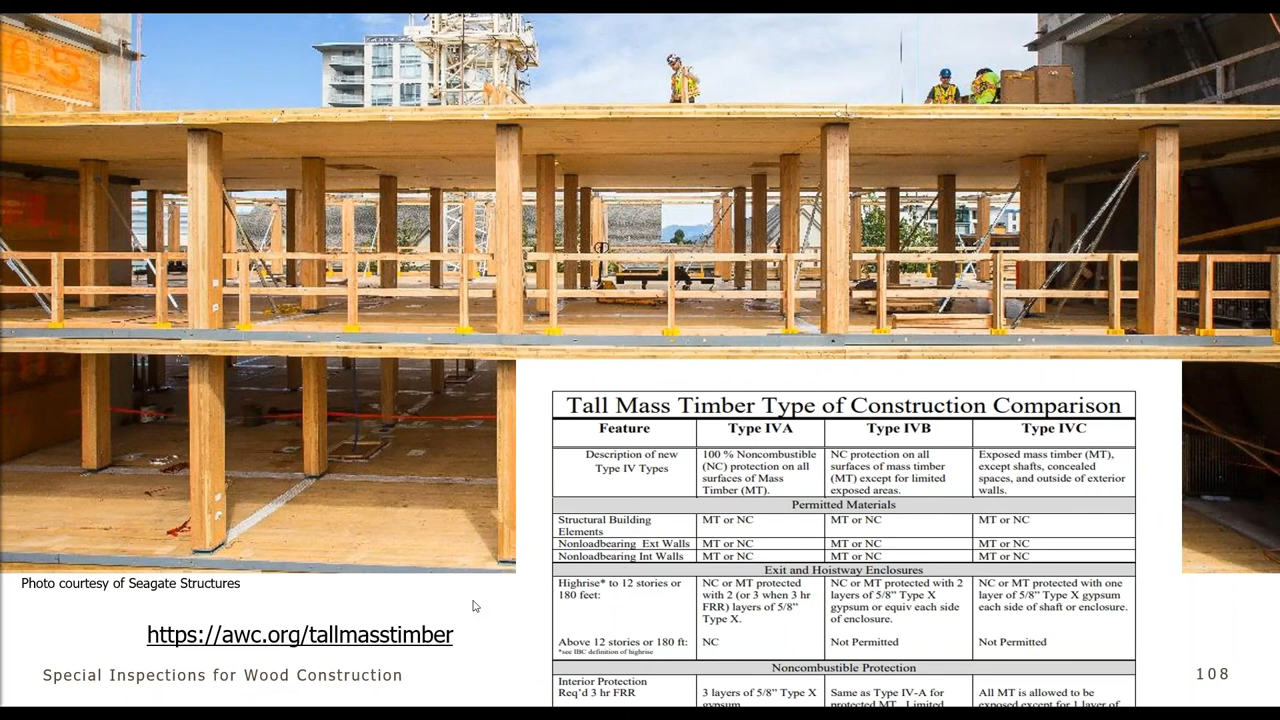 Tall Mass Timber Type of Construction Comparison
Feature Type IVA Type IVB Type IVC
Description of new
Type IV Types
100 % Noncombustible
(NC) protection on all
surfaces of Mass
Timber (MT).
NC protection on all
surfaces of mass timber
(MT) except for limited
exposed areas.
Exposed mass timber (MT),
except shafts, concealed
spaces, and outside of exterior
walls.
Permitted Materials
Structural Building
Elements
MT or NC
MT or NC
MT or NC
Nonloadbearing Ext Walls MT or NC MT or NC MT or NC
Nonloadbearing Int Walls MT or NC MT or NC MT or NC
Exit and Hoistway Enclosures
Highrise* to 12 stories or
180 feet:
NC or MT protected
with 2 (or 3 when 3 hr
FRR) layers of 5/8”
Type X.
NC or MT protected with 2
layers of 5/8” Type X
gypsum or equiv each side
of enclosure.
NC or MT protected with one
layer of 5/8” Type X gypsum
each side of shaft or enclosure.
Above 12 stories or 180 ft:
*see IBC definition of highrise
NC
Not Permitted
Not Permitted
Noncombustible Protection
Interior Protection
Req’d 3 hr FRR
3 layers of 5/8” Type X
gypsum
Same as Type IV-A for
protected MT. Limited
All MT is allowed to be
exposed except for 1 layer of
Photo courtesy of Seagate Structures
https://awc.org/tallmasstimber
Special Inspections for Wood Construction
108